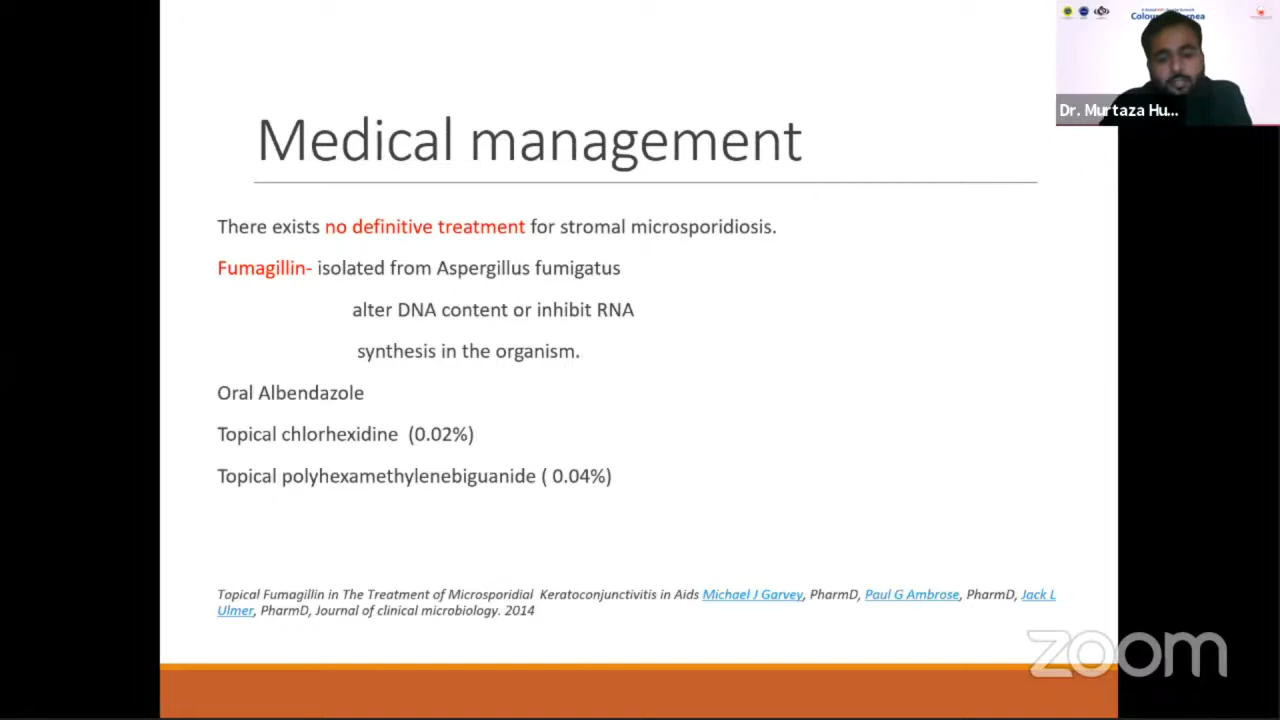 Colou
nea
Dr. Murtaza Hu...
Medical management
There exists no definitive treatment for stromal microsporidiosis.
Fumagillin- isolated from Aspergillus fumigatus
alter DNA content or inhibit RNA
synthesis in the organism.
Oral Albendazole
Topical chlorhexidine (0.02%)
Topical polyhexamethylenebiguanide ( 0.04%)
Topical Fumagillin in The Treatment of Microsporidial Keratoconjunctivitis in Aids Michael J Garvey, PharmD, Paul G Ambrose, PharmD, Jack L
Ulmer, PharmD, Journal of clinical microbiology. 2014
zoom